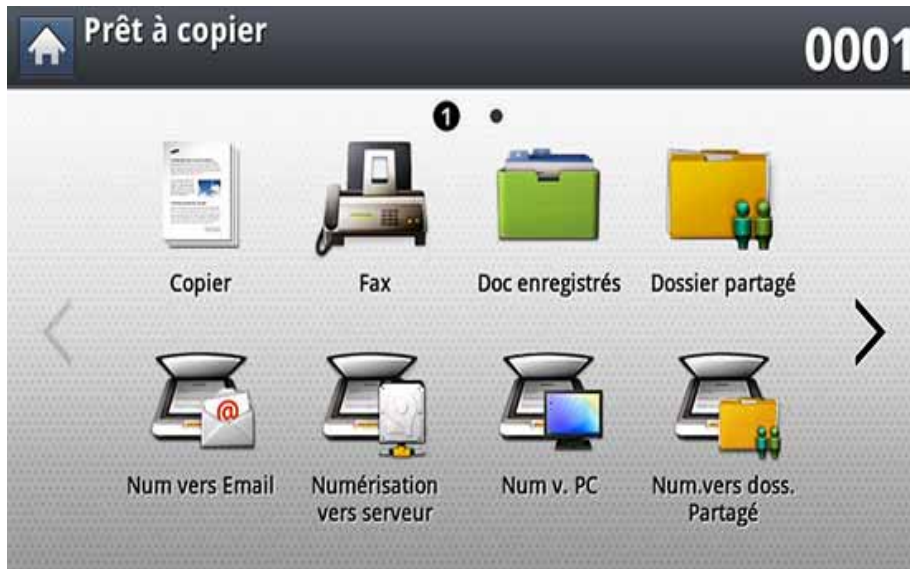 Prêt à copier
0001
1
Copier
Fax
Doc enregistrés
Dossier partagé
Num vers Email
Numérisation
vers serveur
Num v. PC
Num.vers doss.
Partagé